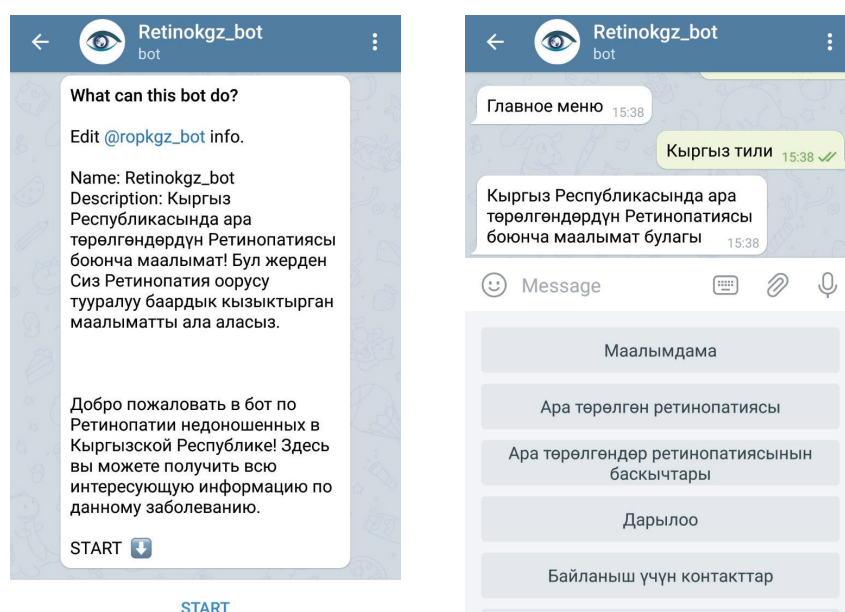 Retinokgz_bot
bot
What can this bot do?
Edit @ropkgz_bot info.
Name: Retinokgz_bot
Description: Кыргыз
Республикасында ара
төрөлгөндөрдүн Ретинопатиясы
боюнча маалымат! Бул жерден
Сиз Ретинопатия оорусу
тууралуу баардык кызыктырган
маалыматты ала аласыз.
Добро пожаловать в бот по
Ретинопатии недоношенных в
Кыргызской Республике! Здесь
вы можете получить всю
интересующую информацию по
данному заболеванию.
START
START
Retinokgz_bot
bot
Главное меню 15:38
Кыргыз тили 15:38
Кыргыз Республикасында ара
төрөлгөндөрдүн Ретинопатиясы
боюнча маалымат булагы 15:38
Message
Маалымдама
Ара төрөлгөн ретинопатиясы
Ара төрөлгөндөр ретинопатиясынын
баскычтары
Дарылоо
Байланыш үчүн контакттар